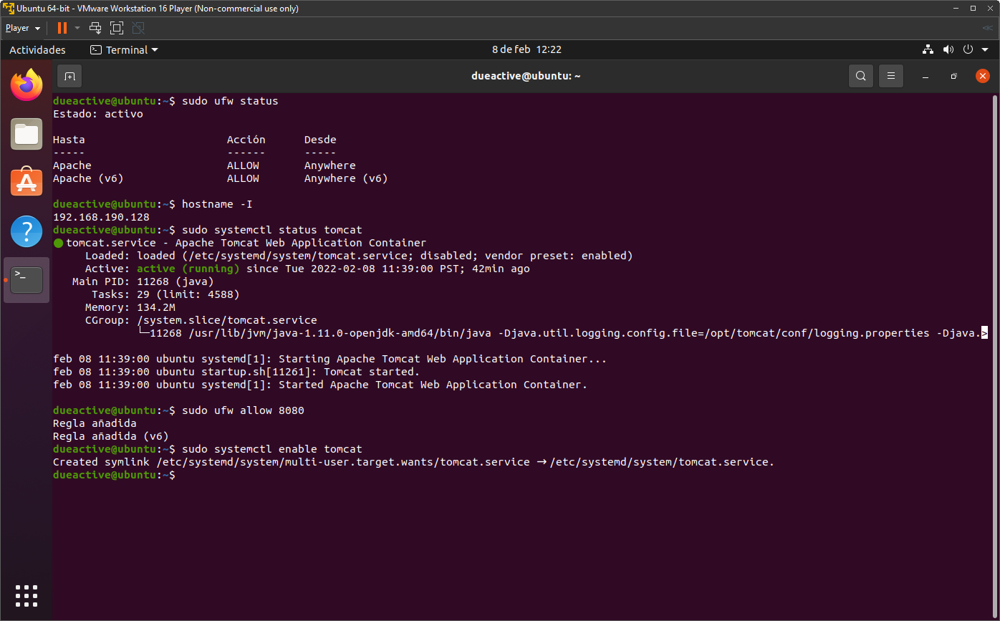 Ubuntu 64-bit - VMware Workstation 16 Player (Non-commercial use only)
Player
Actividades
Terminal
8 de feb 12:22
dueactive@ubuntu: ~
dueactive@ubuntu:~$ sudo ufw status
Estado: activo
Hasta Acción Desde
----- ------ -----
Apache ALLOW Anywhere
Apache (v6) ALLOW Anywhere (v6)
dueactive@ubuntu:~$ hostname -I
192.168.190.128
dueactive@ubuntu:~$ sudo systemctl status tomcat
● tomcat.service - Apache Tomcat Web Application Container
Loaded: loaded (/etc/systemd/system/tomcat.service; disabled; vendor preset: enabled)
Active: active (running) since Tue 2022-02-08 11:39:00 PST; 42min ago
Main PID: 11268 (java)
Tasks: 29 (limit: 4588)
Memory: 134.2M
CGroup: /system.slice/tomcat.service
└─11268 /usr/lib/jvm/java-1.11.0-openjdk-amd64/bin/java -Djava.util.logging.config.file=/opt/tomcat/conf/logging.properties -Djava.>
feb 08 11:39:00 ubuntu systemd[1]: Starting Apache Tomcat Web Application Container...
feb 08 11:39:00 ubuntu startup.sh[11261]: Tomcat started.
feb 08 11:39:00 ubuntu systemd[1]: Started Apache Tomcat Web Application Container.
dueactive@ubuntu:~$ sudo ufw allow 8080
Regla añadida
Regla añadida (v6)
dueactive@ubuntu:~$ sudo systemctl enable tomcat
Created symlink /etc/systemd/system/multi-user.target.wants/tomcat.service → /etc/systemd/system/tomcat.service.
dueactive@ubuntu:~$